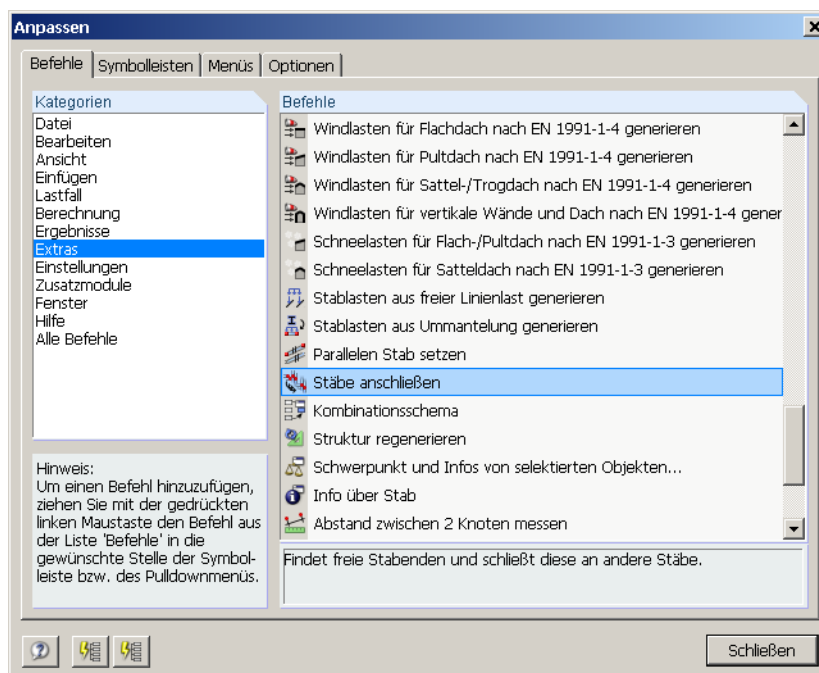 Anpassen
Befehle
Symbolleisten
Menüs
Optionen
Kategorien
Datei
Bearbeiten
Ansicht
Einfügen
Lastfall
Berechnung
Ergebnisse
Extras
Einstellungen
Zusatzmodule
Fenster
Hilfe
Alle Befehle
Hinweis:
Um einen Befehl hinzuzufügen,
ziehen Sie mit der gedrückten
linken Maustaste den Befehl aus
der Liste 'Befehle' in die
gewünschte Stelle der Symbol-
leiste bzw. des Pulldownmenüs.
Befehle
Windlasten für Flachdach nach EN 1991-1-4 generieren
Windlasten für Pultdach nach EN 1991-1-4 generieren
Windlasten für Sattel-/Trogdach nach EN 1991-1-4 generieren
Windlasten für vertikale Wände und Dach nach EN 1991-1-4 gener
Schneelasten für Flach-/Pultdach nach EN 1991-1-3 generieren
Schneelasten für Satteldach nach EN 1991-1-3 generieren
Stablasten aus freier Linienlast generieren
Stablasten aus Ummantelung generieren
Parallelen Stab setzen
Stäbe anschließen
Kombinationsschema
Struktur regenerieren
Schwerpunkt und Infos von selektierten Objekten...
Info über Stab
Abstand zwischen 2 Knoten messen
Findet freie Stabenden und schließt diese an andere Stäbe.
Schließen